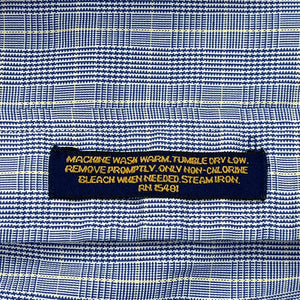 MACHINE WASH WARM. TUMBLE DRY LOW.
REMOVE PROMPTLY. ONLY NON-CHLORINE
BLEACH WHEN NEEDED. STEAM IRON.
RN 15481